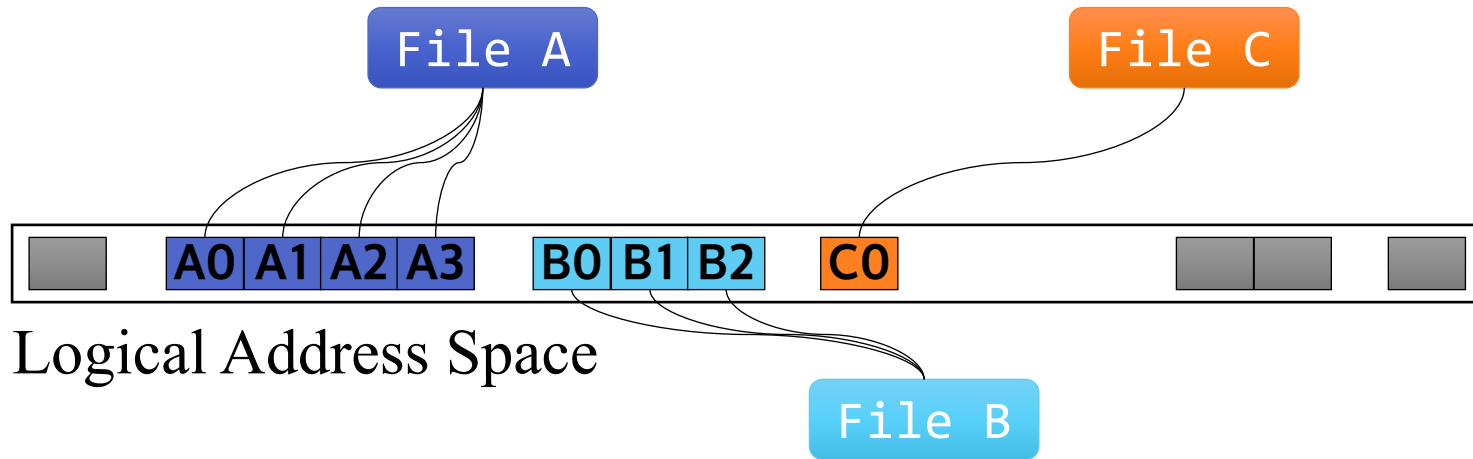 File A
File C
A0 A1 A2 A3 B0 B1 B2 C0
Logical Address Space
File B